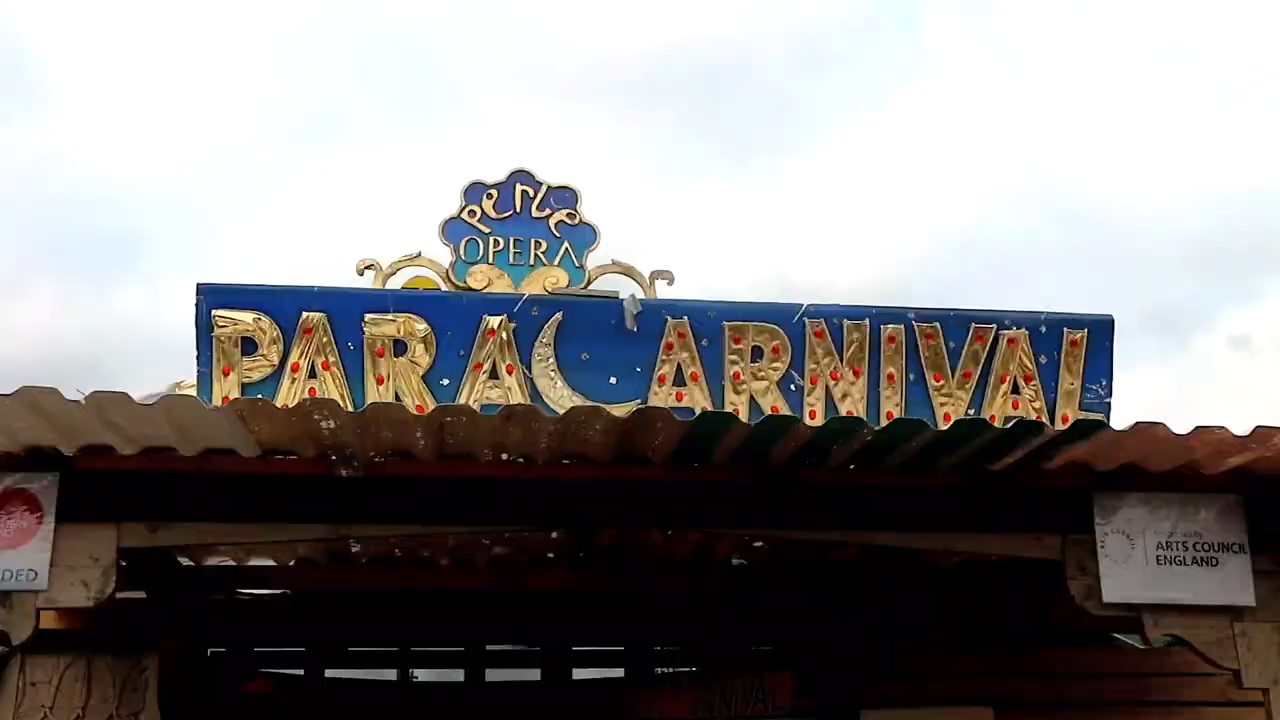 perle
OPERA
PARACARNIVAL
DED
ARTS COUNCIL
ENGLAND